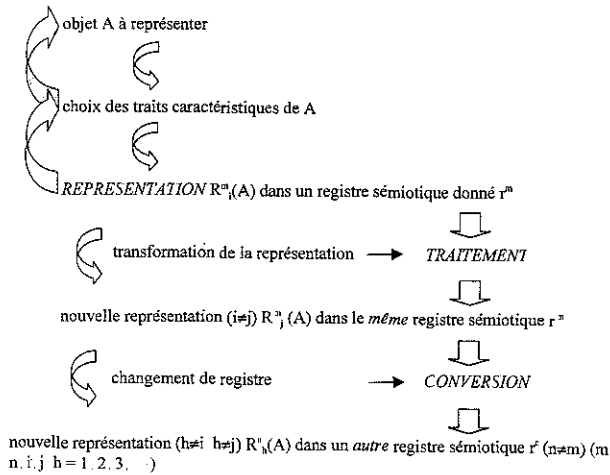 objet A à représenter
choix des traits caractéristiques de A
REPRESENTATION Rᵐᵢ(A) dans un registre sémiotique donné rᵐ
transformation de la représentation → TRAITEMENT
nouvelle représentation (i≠j) Rᵐⱼ (A) dans le même registre sémiotique r ᵐ
changement de registre → CONVERSION
nouvelle représentation (h≠i h≠j) Rⁿₕ(A) dans un autre registre sémiotique rⁿ (n≠m) (m
n, i, j h = 1, 2, 3, )